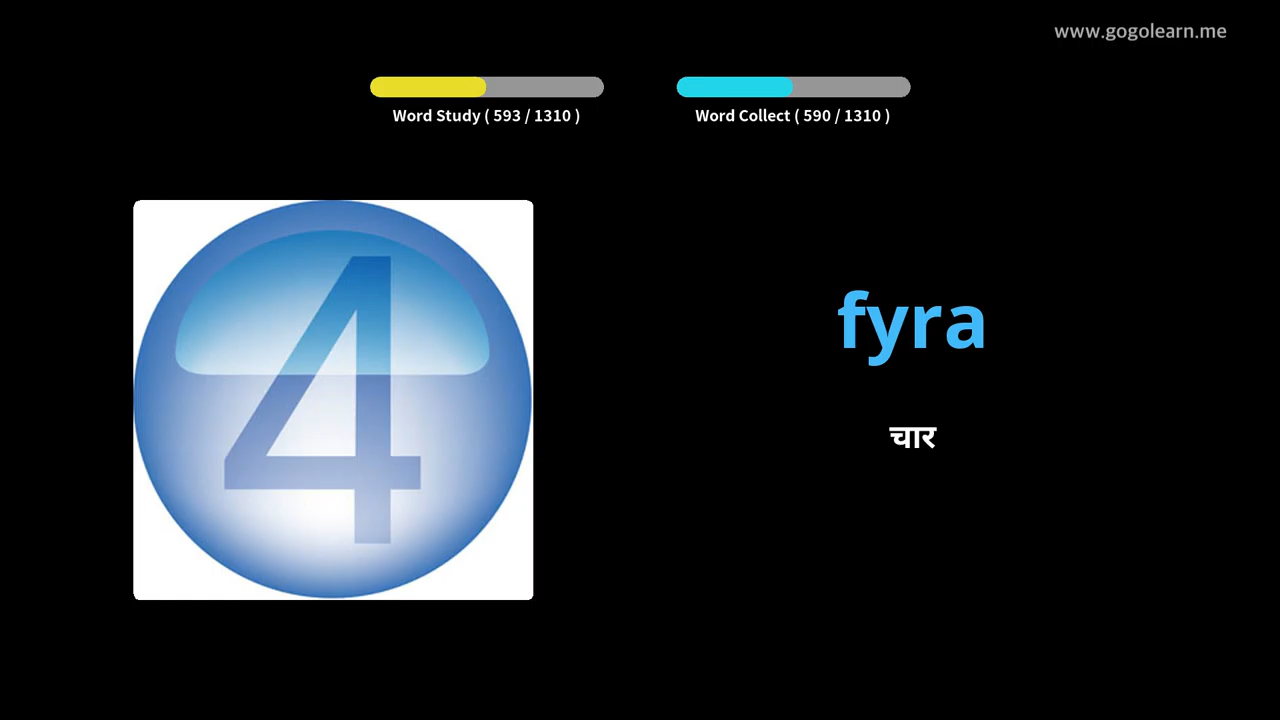 www.gogolearn.me
Word Study ( 593 / 1310 )
Word Collect ( 590 / 1310 )
4
fyra
चार